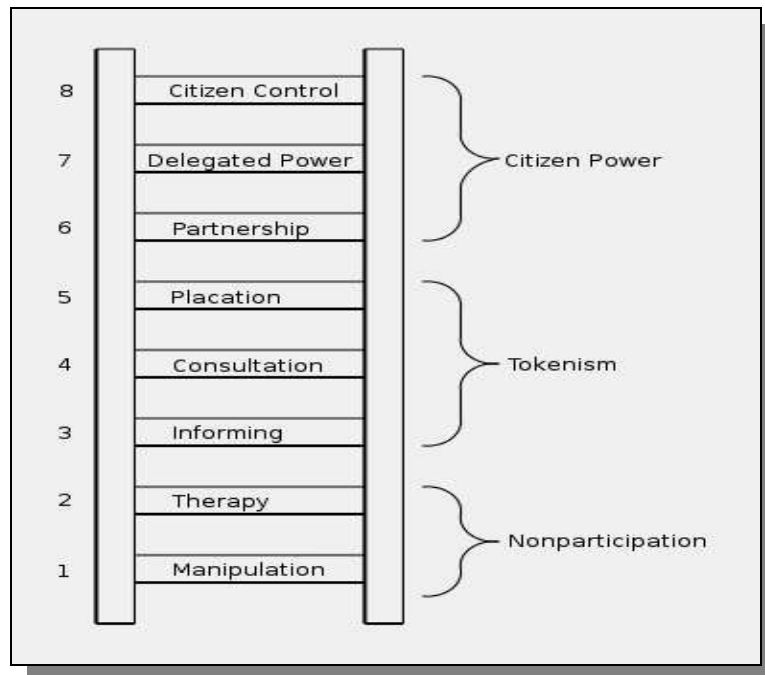 8 Citizen Control
7 Delegated Power Citizen Power
6 Partnership
5 Placation
4 Consultation Tokenism
3 Informing
2 Therapy
Nonparticipation
1 Manipulation